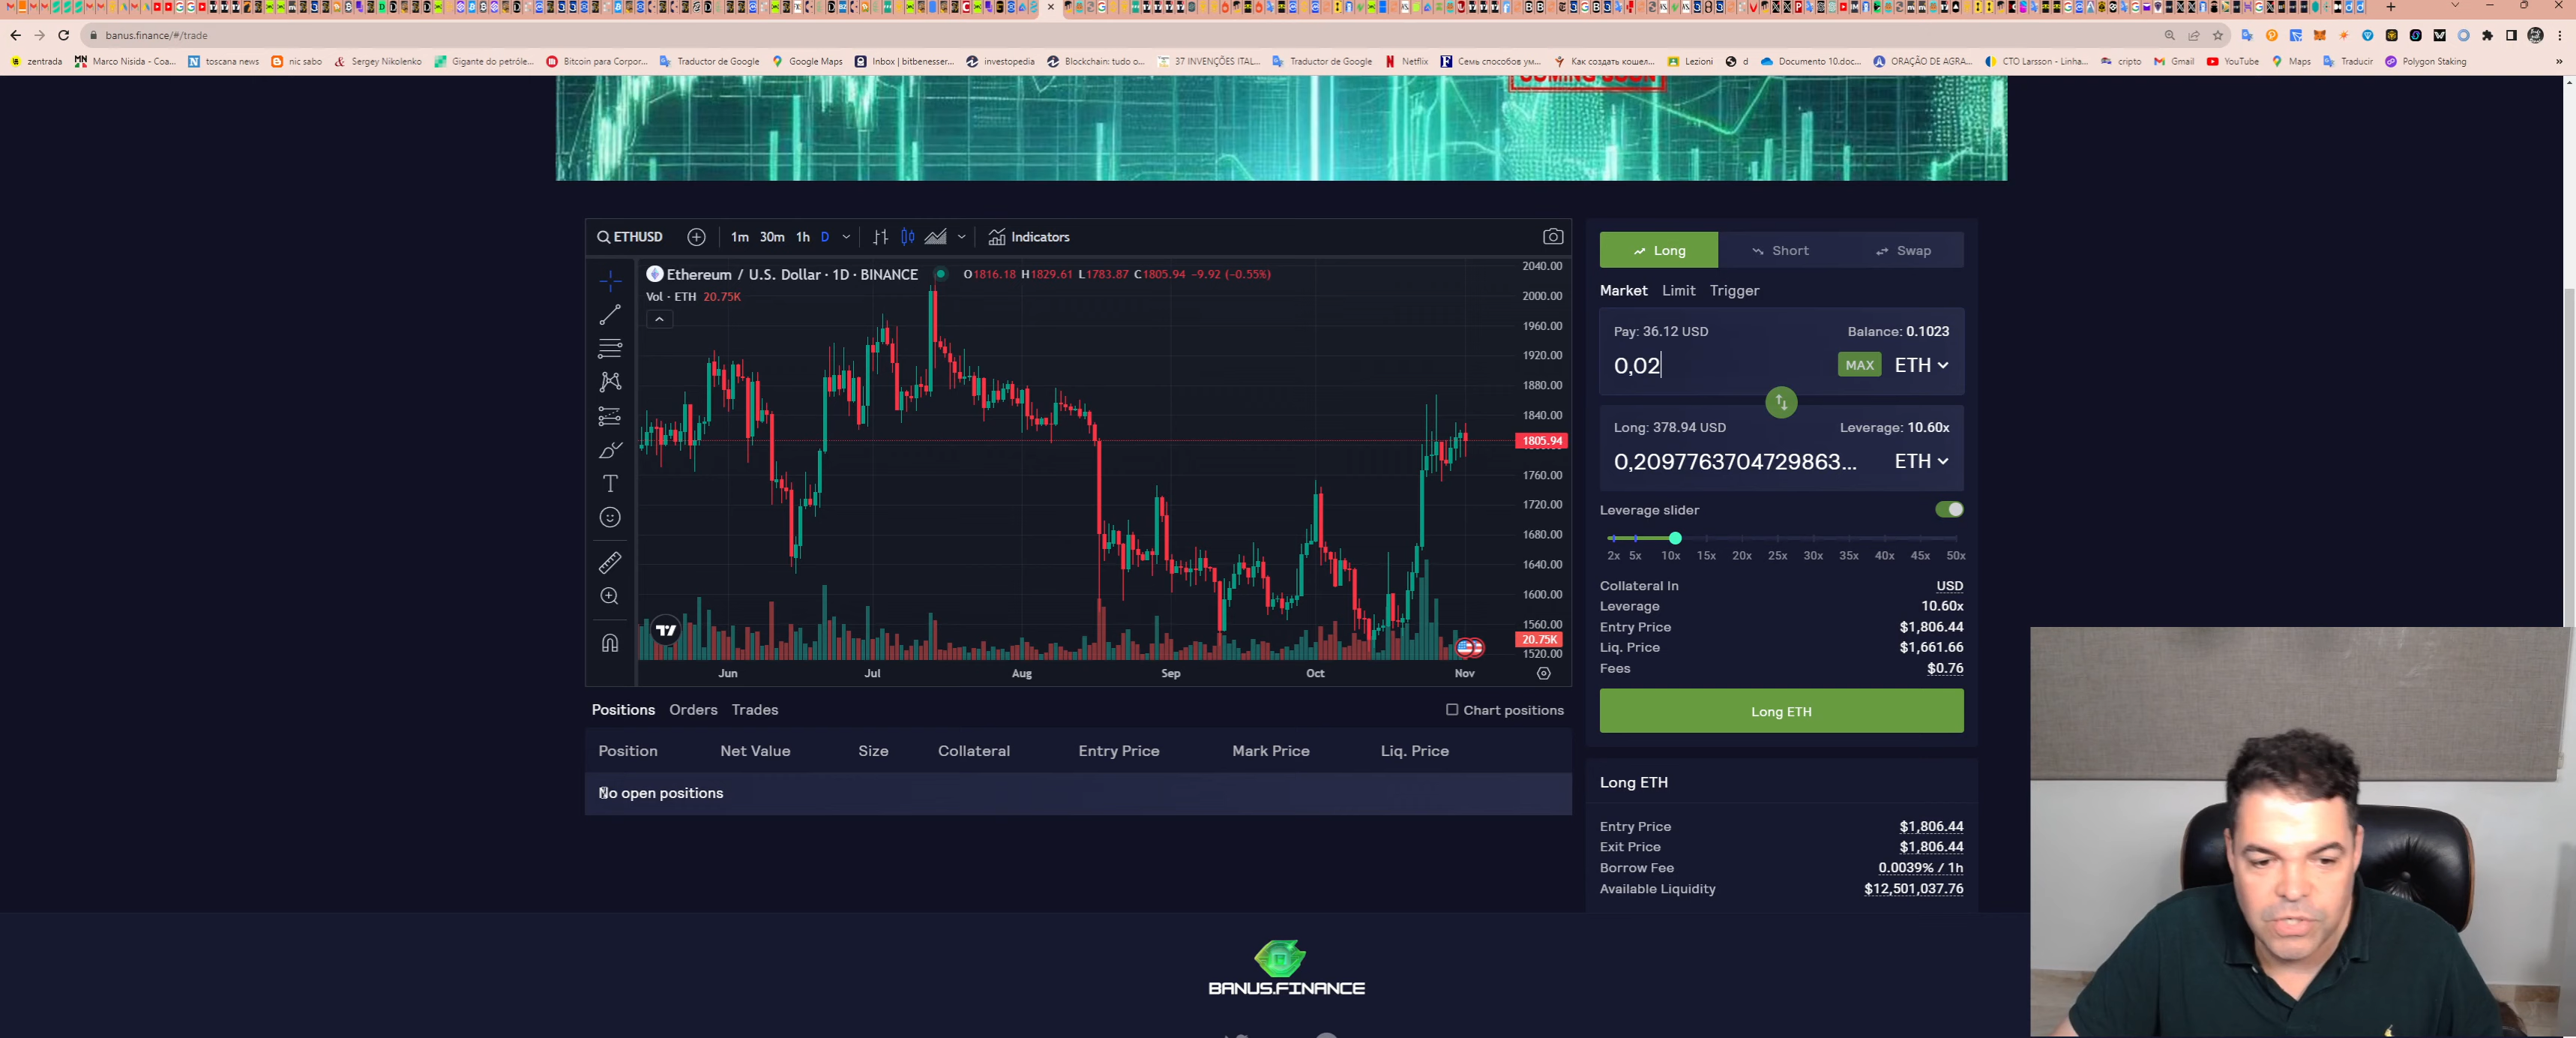 banus.finance/#/trade
zentrada
Marco Nisida - Coa...
toscana news
nic sabo
Sergey Nikolenko
Gigante do petróle...
Bitcoin para Corpor...
Traductor de Google
Google Maps
Inbox | bitbenesser...
investopedia
Blockchain: tudo o...
37 INVENÇÕES ITAL...
Traductor de Google
Netflix
Семь способов ум...
Как создать кошел...
Lezioni
d
Documento 10.doc...
ORAÇÃO DE AGRA...
CTO Larsson - Linha...
cripto
Gmail
YouTube
Maps
Traducir
Polygon Staking
»
COMING SOON
ETHUSD
1m 30m 1h D
Indicators
Ethereum / U.S. Dollar · 1D · BINANCE
O1816.18 H1829.61 L1783.87 C1805.94 -9.92 (-0.55%)
Vol · ETH 20.75K
2040.00
2000.00
1960.00
1920.00
1880.00
1840.00
1805.94
1760.00
1720.00
1680.00
1640.00
1600.00
1560.00
20.75K
1520.00
Jun Jul Aug Sep Oct Nov
Long Short Swap
Market Limit Trigger
Pay: 36.12 USD Balance: 0.1023
0,02 MAX ETH
Long: 378.94 USD Leverage: 10.60x
0,2097763704729863... ETH
Leverage slider
2x 5x 10x 15x 20x 25x 30x 35x 40x 45x 50x
Collateral In USD
Leverage 10.60x
Entry Price $1,806.44
Liq. Price $1,661.66
Fees $0.76
Long ETH
Positions Orders Trades
Chart positions
Position Net Value Size Collateral Entry Price Mark Price Liq. Price
No open positions
Long ETH
Entry Price $1,806.44
Exit Price $1,806.44
Borrow Fee 0.0039% / 1h
Available Liquidity $12,501,037.76
BANUS.FINANCE